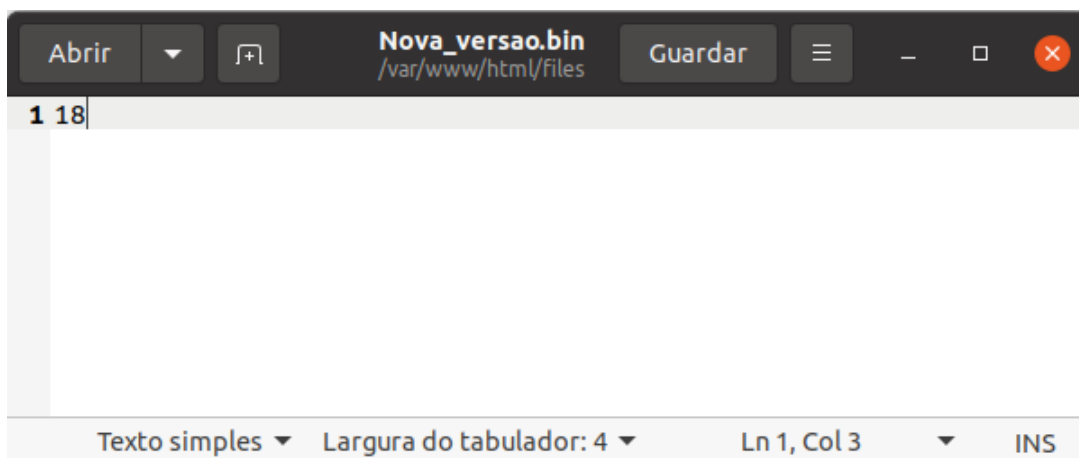 Abrir
Nova_versao.bin
/var/www/html/files
Guardar
1 18
Texto simples Largura do tabulador: 4 Ln 1, Col 3 INS